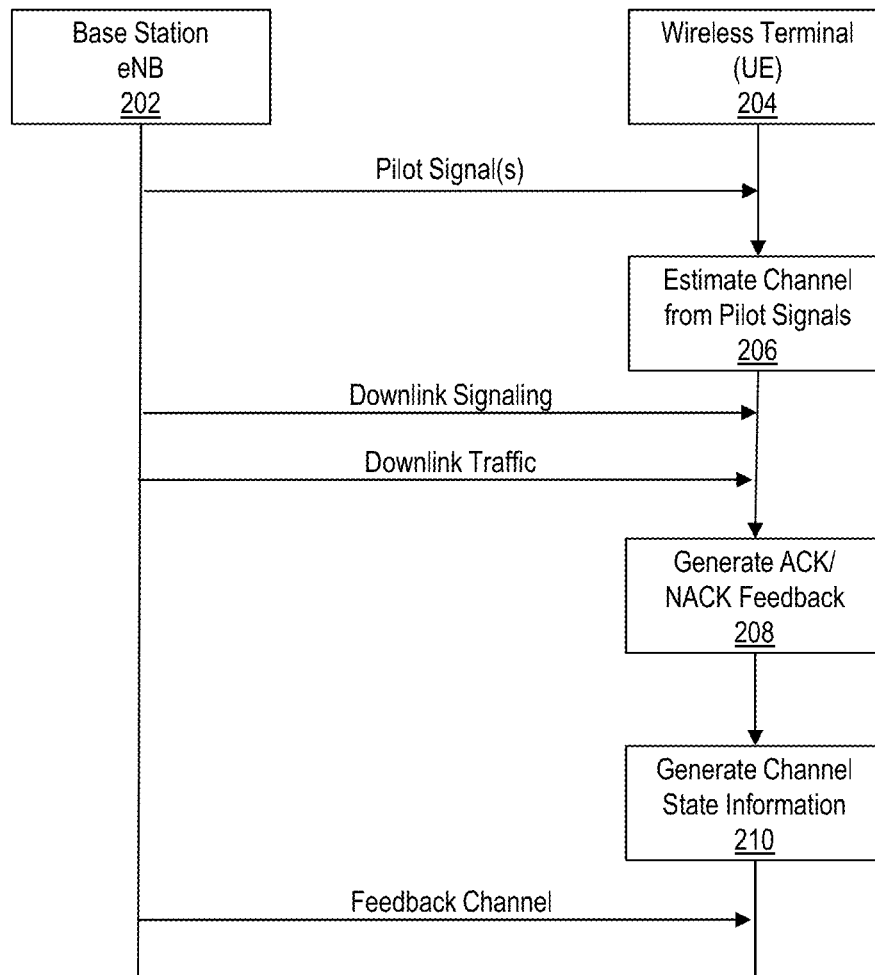 Base Station
eNB
202
Wireless Terminal
(UE)
204
Pilot Signal(s)
Estimate Channel
from Pilot Signals
206
Downlink Signaling
Downlink Traffic
Generate ACK/
NACK Feedback
208
Generate Channel
State Information
210
Feedback Channel